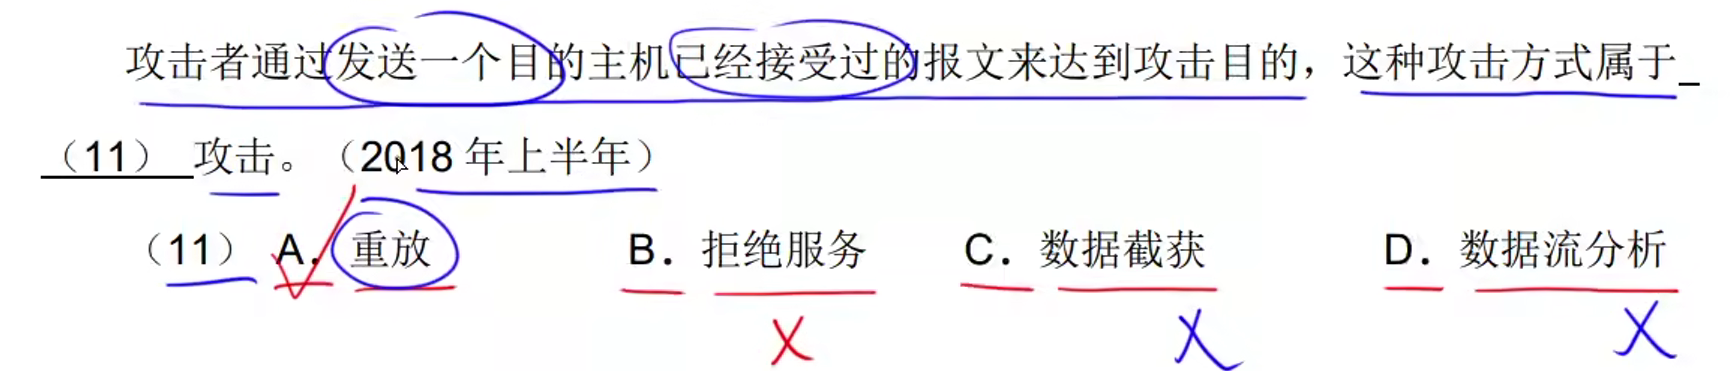 攻击者通过发送一个目的主机已经接受过的报文来达到攻击目的，这种攻击方式属于_
（11） 攻击。（2018 年上半年）
（11） A．重放 B．拒绝服务 C．数据截获 D．数据流分析